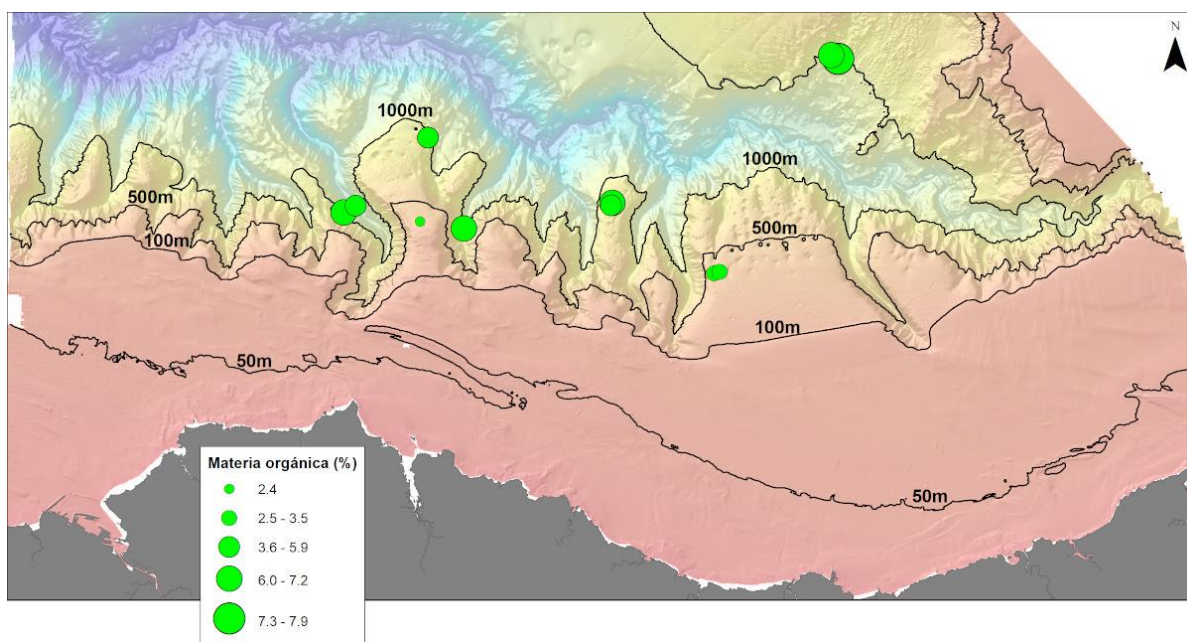 N
1000m
1000m
500m
500m
100m
100m
50m
50m
Materia orgánica (%)
2.4
2.5 - 3.5
3.6 - 5.9
6.0 - 7.2
7.3 - 7.9